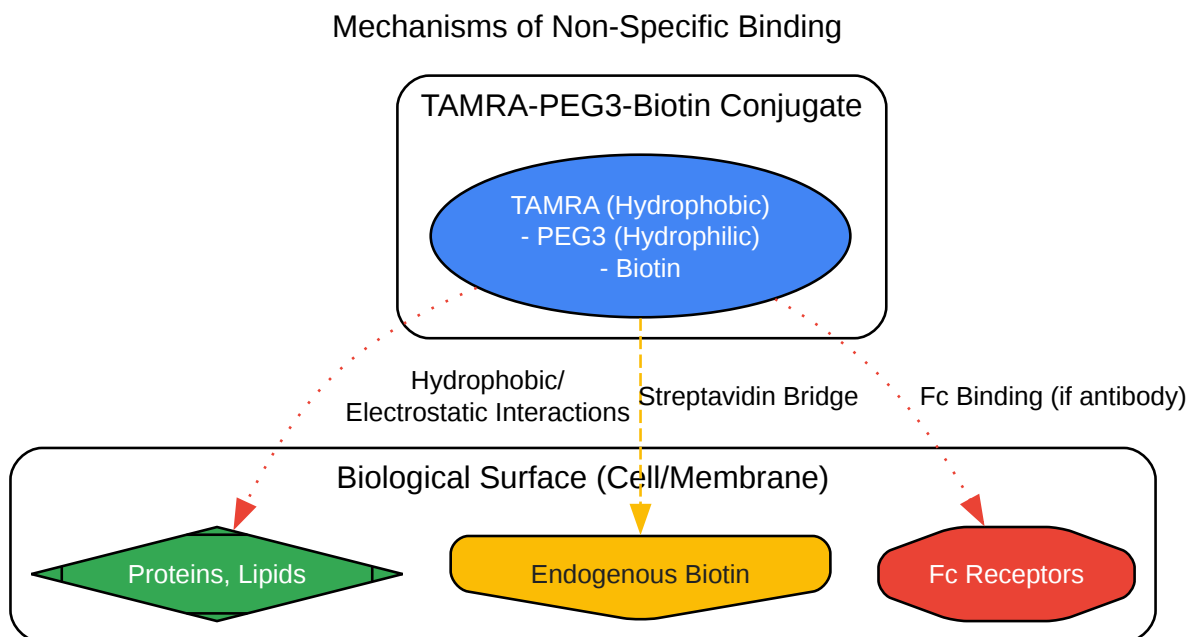 Mechanisms of Non-Specific Binding
TAMRA-PEG3-Biotin Conjugate
TAMRA (Hydrophobic)
- PEG3 (Hydrophilic)
- Biotin
Hydrophobic/
Electrostatic Interactions
Streptavidin Bridge
Fc Binding (if antibody)
Biological Surface (Cell/Membrane)
Proteins, Lipids
Endogenous Biotin
Fc Receptors